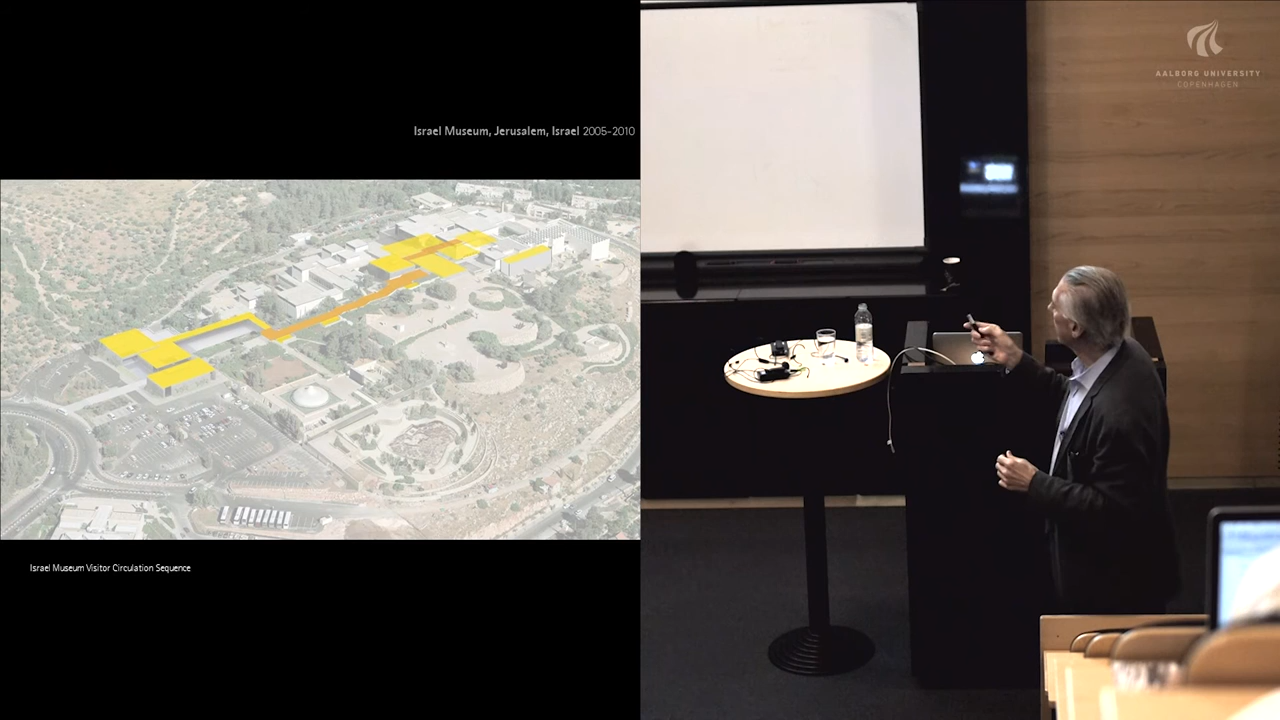 Israel Museum, Jerusalem, Israel 2005-2010
Israel Museum Visitor Circulation Sequence
AALBORG UNIVERSITY
COPENHAGEN